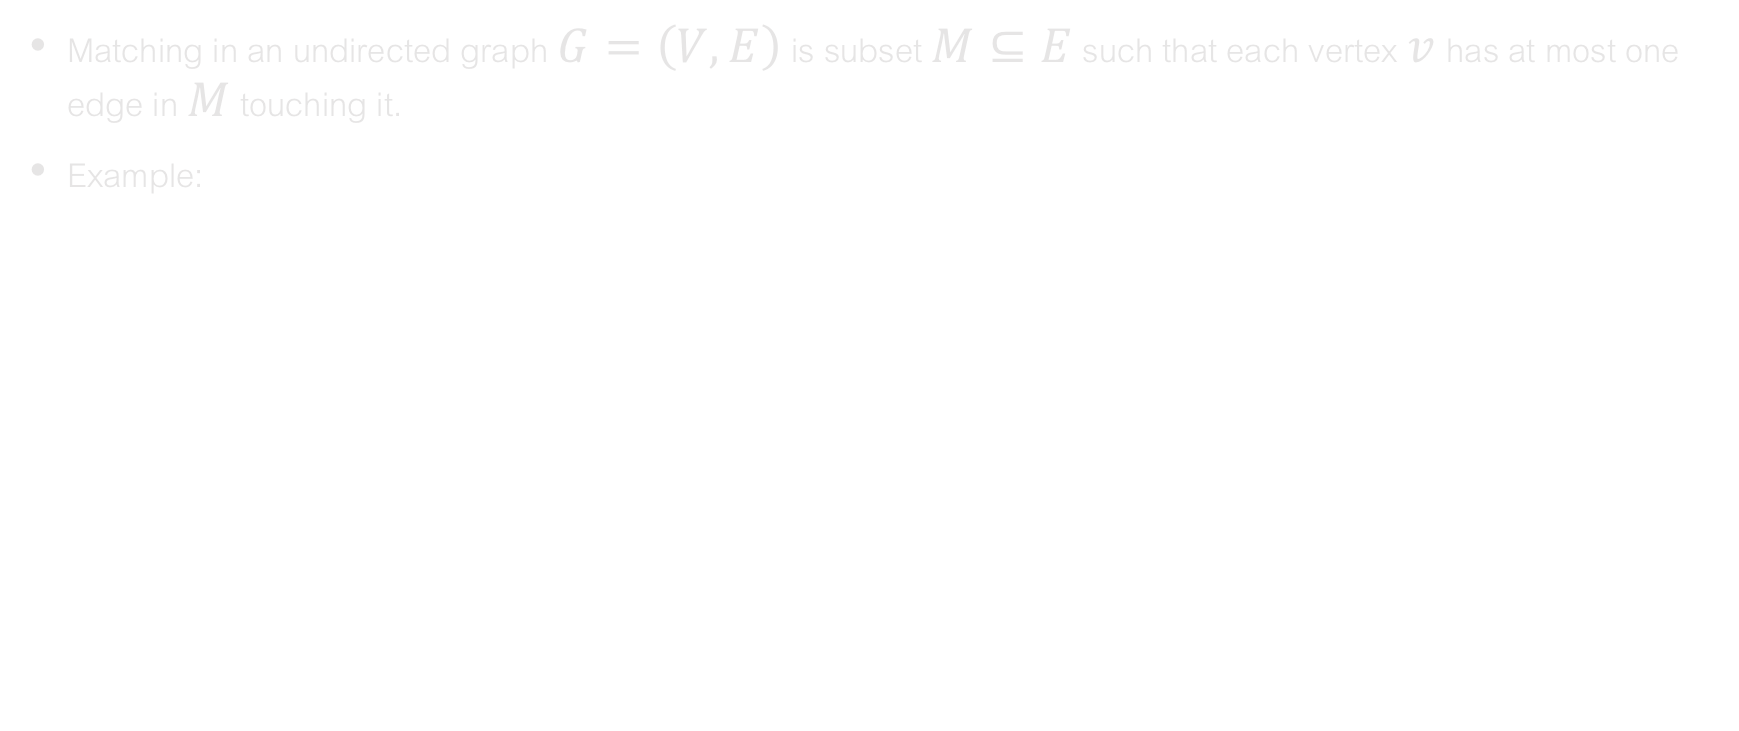 • Matching in an undirected graph G = (V, E) is subset M ⊆ E such that each vertex v has at most one
edge in M touching it.
• Example: